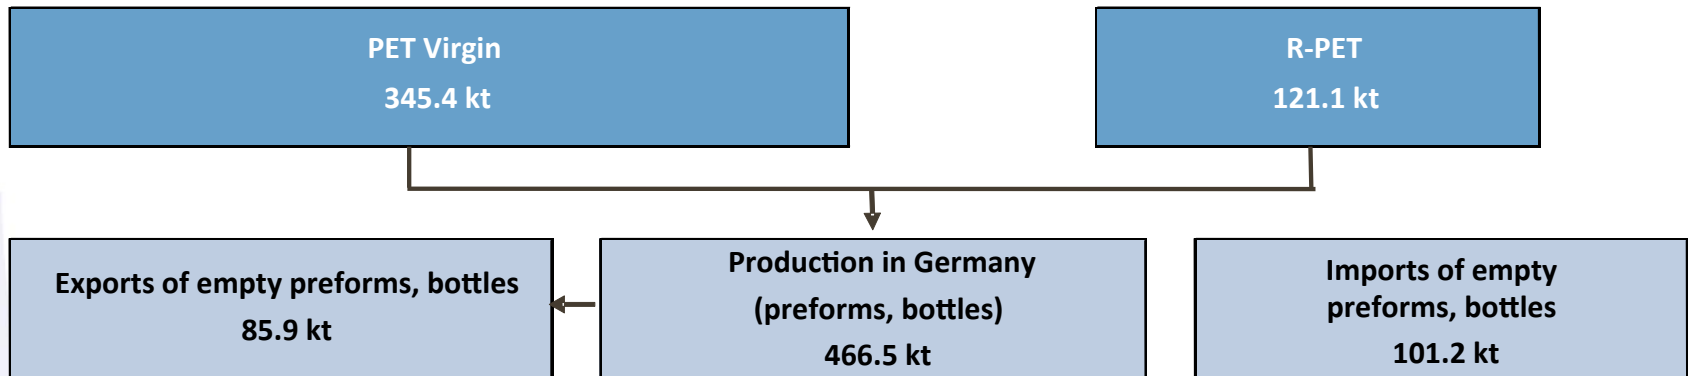 PET Virgin
345.4 kt
R-PET
121.1 kt
Exports of empty preforms, bottles
85.9 kt
Production in Germany
(preforms, bottles)
466.5 kt
Imports of empty
preforms, bottles
101.2 kt